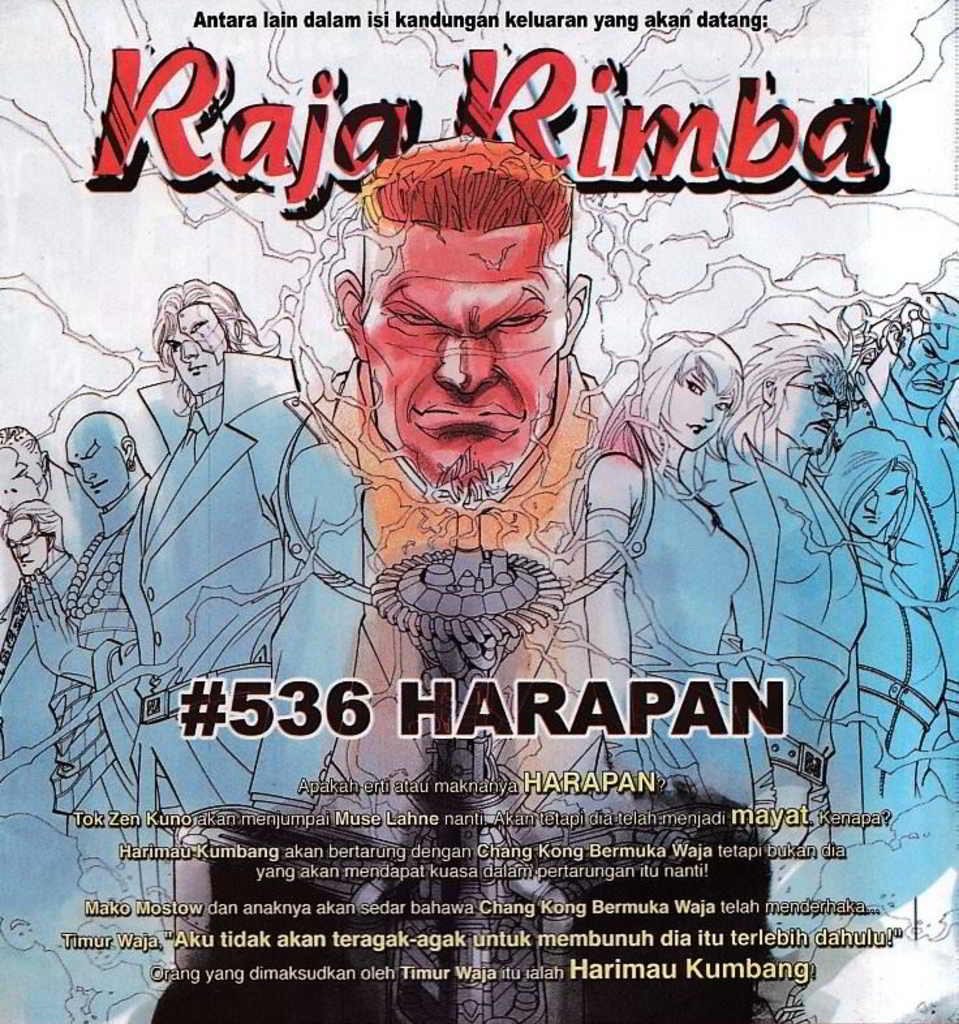 Antara lain dalam isi kandungan keluaran yang akan datang:
Raja Rimba
#536 HARAPAN
Apakah erti atau maknanya HARAPAN?
Tok Zen Kuno akan menjumpai Muse Lahne nanti. Akan tetapi dia telah menjadi mayat. Kenapa?
Harimau Kumbang akan bertarung dengan Chang Kong Bermuka Waja tetapi bukan dia
yang akan mendapat kuasa dalam pertarungan itu nanti!
Mako Mostow dan anaknya akan sedar bahawa Chang Kong Bermuka Waja telah menderhaka...
Timur Waja, "Aku tidak akan teragak-agak untuk membunuh dia itu terlebih dahulu!"
Orang yang dimaksudkan oleh Timur Waja itu ialah Harimau Kumbang!